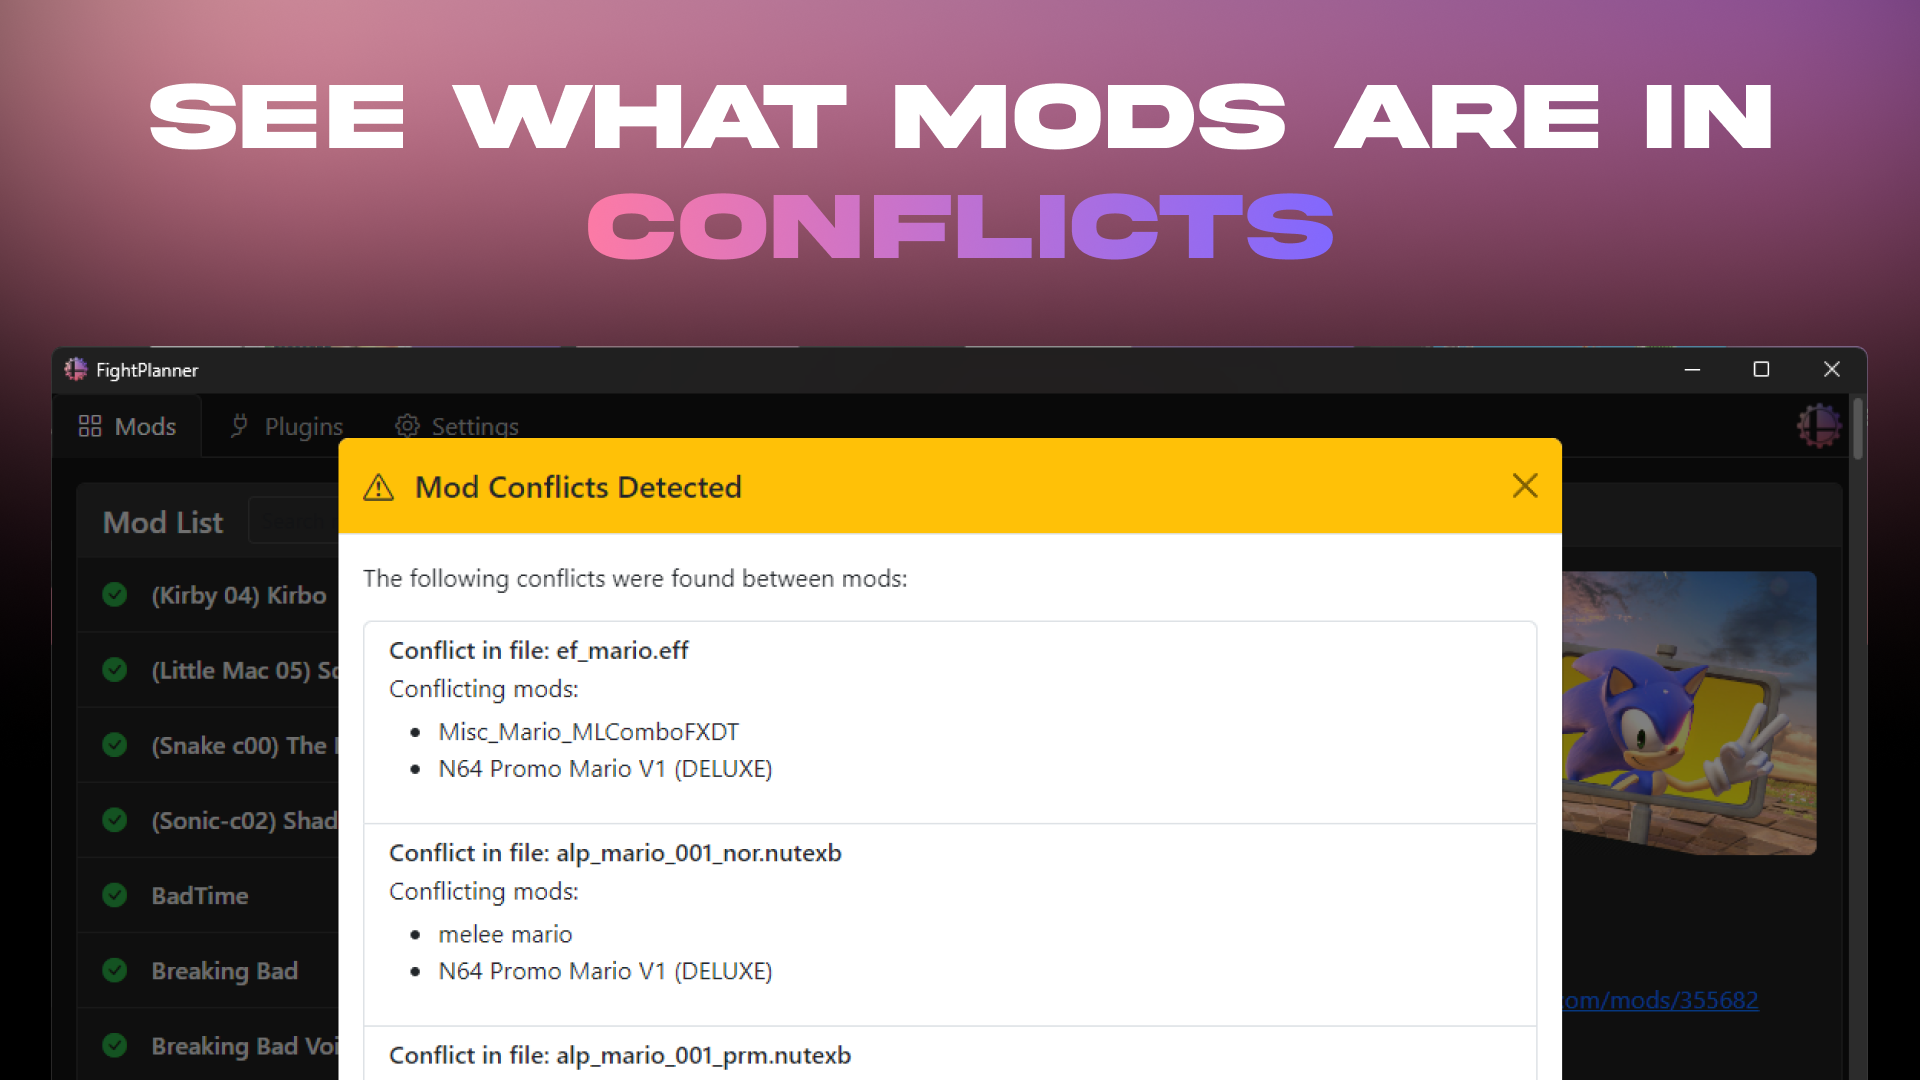 SEE WHAT MODS ARE IN
CONFLICTS
FightPlanner
Mods
Plugins
Settings
Mod Conflicts Detected
Mod List
The following conflicts were found between mods:
(Kirby 04) Kirbo
(Little Mac 05)
(Snake c00) The
(Sonic-c02) Shad
BadTime
Breaking Bad
Breaking Bad Voi
Conflict in file: ef_mario.eff
Conflicting mods:
• Misc_Mario_MLComboFXDT
• N64 Promo Mario V1 (DELUXE)
Conflict in file: alp_mario_001_nor.nutexb
Conflicting mods:
• melee mario
• N64 Promo Mario V1 (DELUXE)
Conflict in file: alp_mario_001_prm.nutexb
com/mods/355682